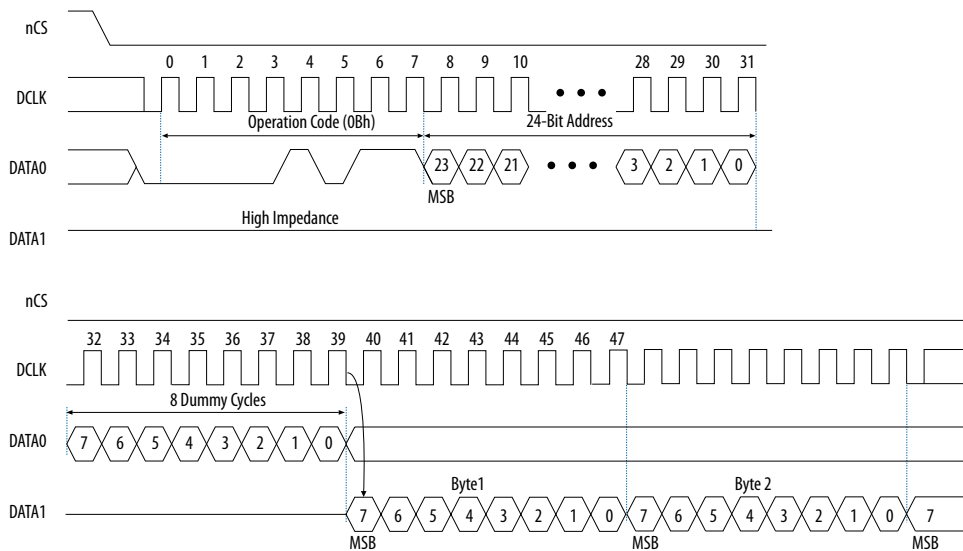 nCS
0 1 2 3 4 5 6 7 8 9 10 28 29 30 31
DCLK
Operation Code (0Bh) 24-Bit Address
DATA0 23 22 21 3 2 1 0
MSB
High Impedance
DATA1
nCS
32 33 34 35 36 37 38 39 40 41 42 43 44 45 46 47
DCLK
8 Dummy Cycles
DATA0 7 6 5 4 3 2 1 0
Byte1 Byte 2
DATA1 7 6 5 4 3 2 1 0 7 6 5 4 3 2 1 0 7
MSB MSB MSB